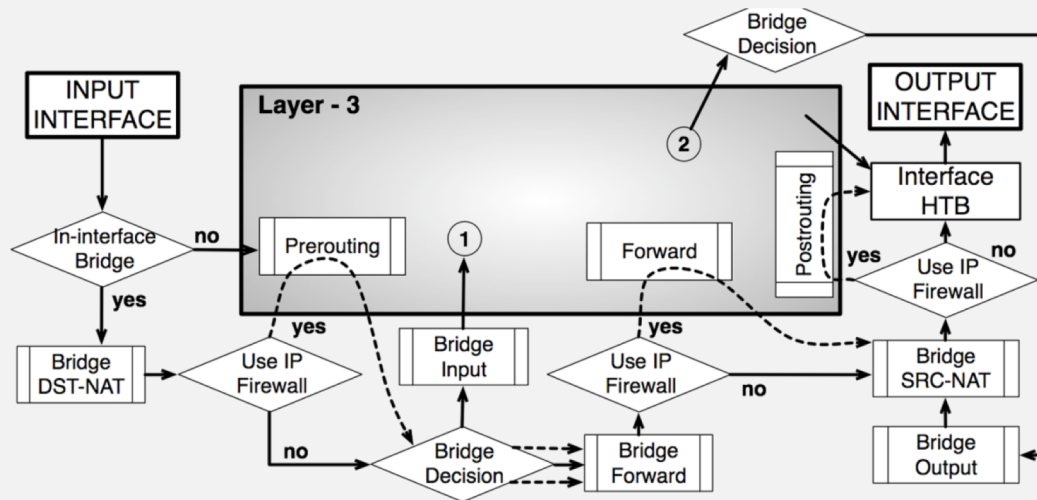 Bridge
Decision
INPUT
INTERFACE
Layer - 3
OUTPUT
INTERFACE
2
Interface
HTB
In-interface
Bridge
no
Prerouting
1
Forward
Postrouting
yes
no
Use IP
Firewall
yes
yes
yes
Bridge
DST-NAT
Use IP
Firewall
Bridge
Input
Use IP
Firewall
no
Bridge
SRC-NAT
no
Bridge
Decision
Bridge
Forward
Bridge
Output